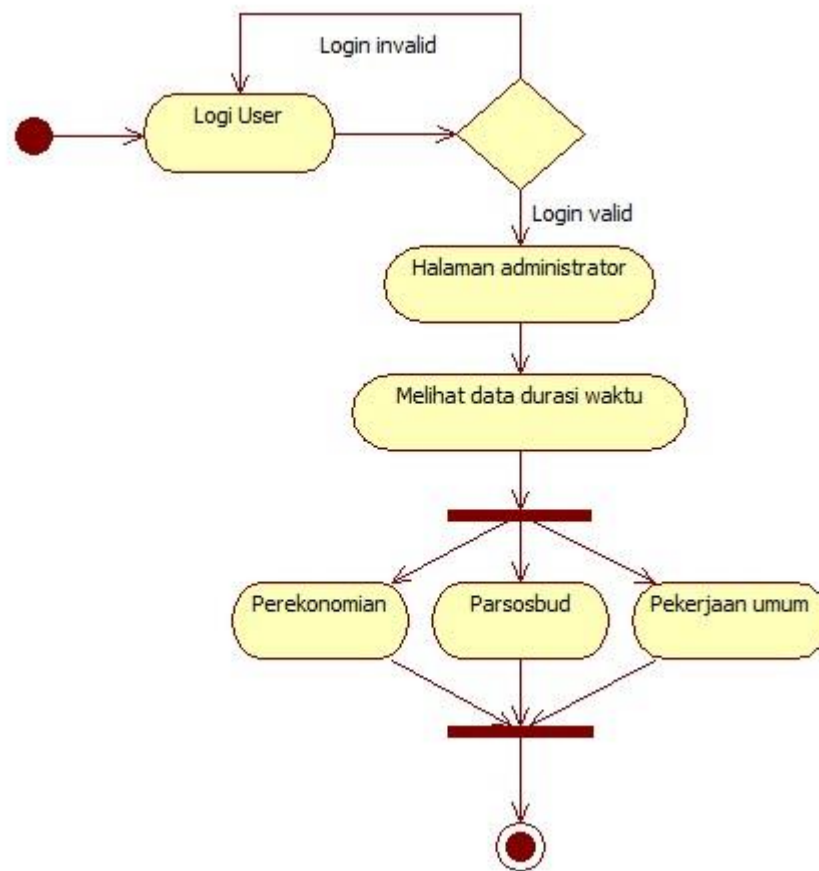 Login invalid
Logi User
Login valid
Halaman administrator
Melihat data durasi waktu
Perekonomian
Parsosbud
Pekerjaan umum